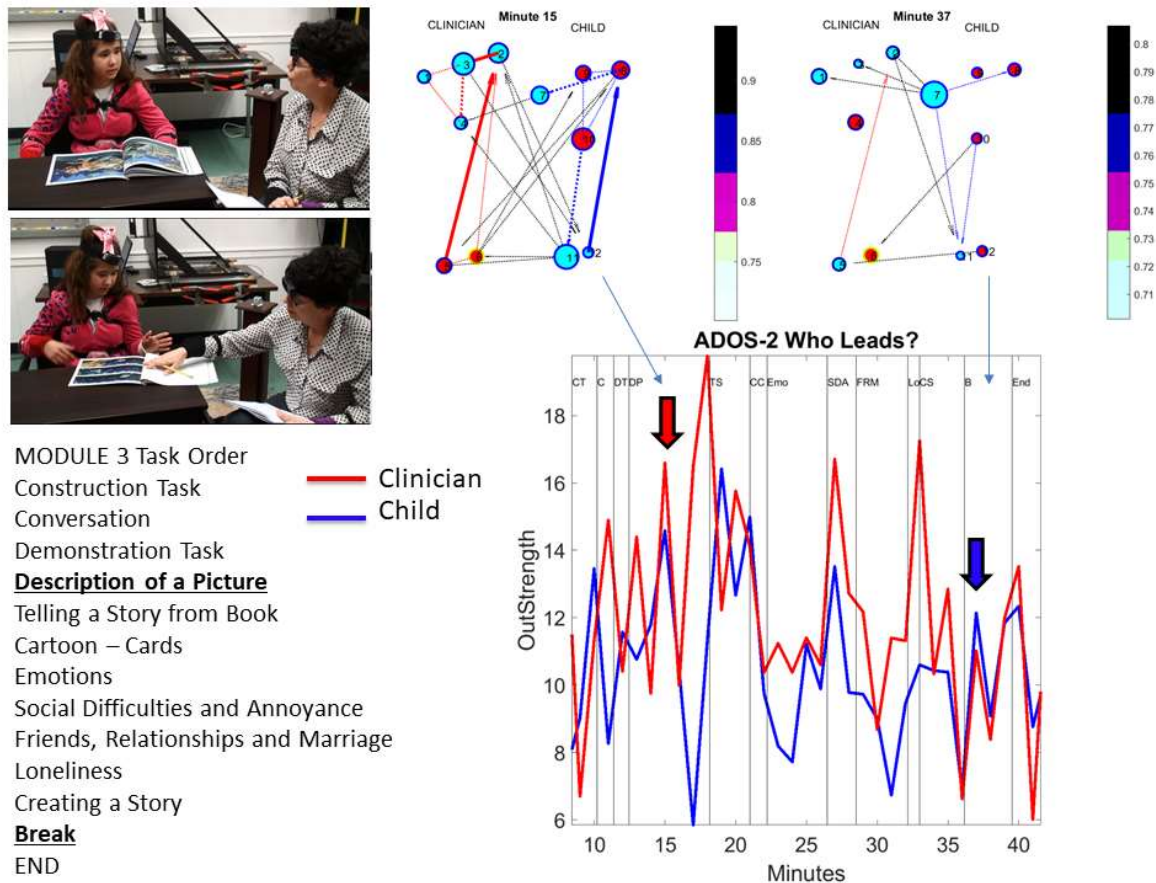 Minute 15
CLINICIAN
CHILD
0.9
0.85
0.8
0.75
Minute 37
CLINICIAN
CHILD
0.8
0.79
0.78
0.77
0.76
0.75
0.74
0.73
0.72
0.71
MODULE 3 Task Order
Construction Task
Conversation
Demonstration Task
Description of a Picture
Telling a Story from Book
Cartoon – Cards
Emotions
Social Difficulties and Annoyance
Friends, Relationships and Marriage
Loneliness
Creating a Story
Break
END
Clinician
Child
ADOS-2 Who Leads?
CT C DT DP TS CC Emo SDA FRM Lo CS B End
OutStrength
18
16
14
12
10
8
6
10 15 20 25 30 35 40
Minutes